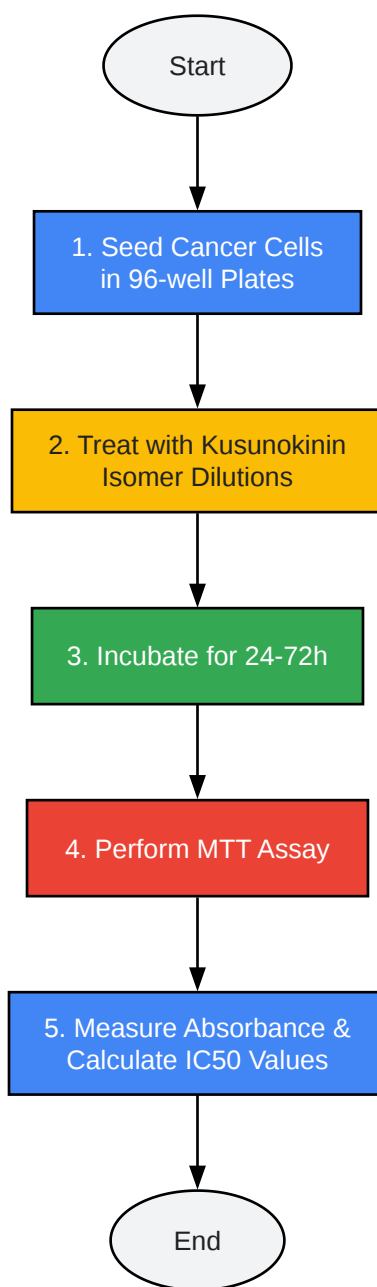 Start
1. Seed Cancer Cells
in 96-well Plates
2. Treat with Kusunokinin
Isomer Dilutions
3. Incubate for 24-72h
4. Perform MTT Assay
5. Measure Absorbance &
Calculate IC50 Values
End